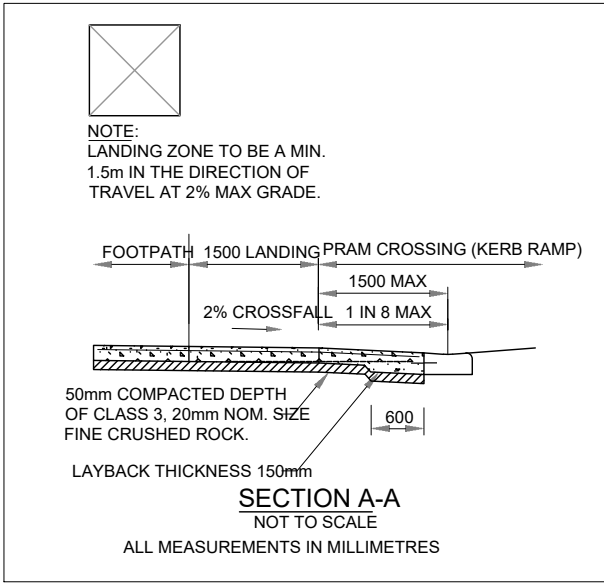 NOTE:
LANDING ZONE TO BE A MIN.
1.5m IN THE DIRECTION OF
TRAVEL AT 2% MAX GRADE.
FOOTPATH
1500 LANDING
PRAM CROSSING (KERB RAMP)
1500 MAX
2% CROSSFALL
1 IN 8 MAX
50mm COMPACTED DEPTH
OF CLASS 3, 20mm NOM. SIZE
FINE CRUSHED ROCK.
600
LAYBACK THICKNESS 150mm
SECTION A-A
NOT TO SCALE
ALL MEASUREMENTS IN MILLIMETRES